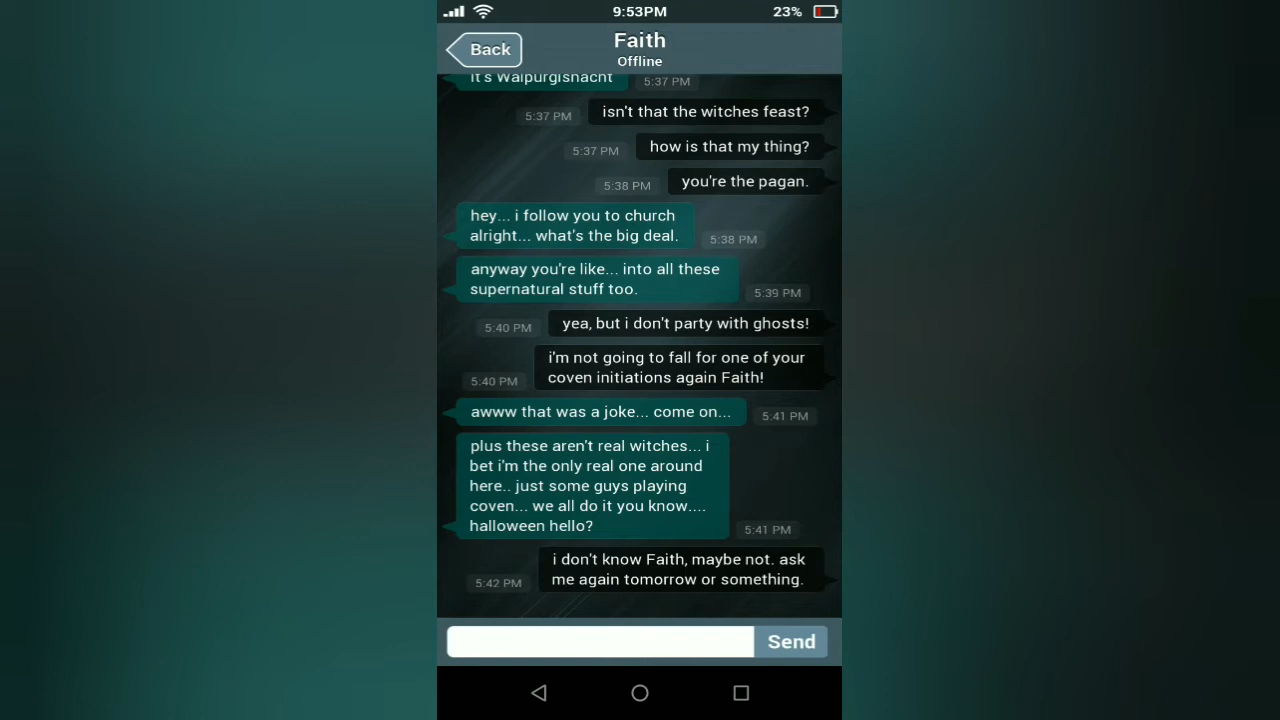 9:53PM
23%
Back
Faith
Offline
it's Walpurgisnacht
5:37 PM
isn't that the witches feast?
5:37 PM
how is that my thing?
5:37 PM
you're the pagan.
5:38 PM
hey... i follow you to church
alright... what's the big deal.
5:38 PM
anyway you're like... into all these
supernatural stuff too.
5:39 PM
yea, but i don't party with ghosts!
5:40 PM
i'm not going to fall for one of your
coven initiations again Faith!
5:40 PM
awww that was a joke... come on...
5:41 PM
plus these aren't real witches... i
bet i'm the only real one around
here.. just some guys playing
coven... we all do it you know....
halloween hello?
5:41 PM
i don't know Faith, maybe not. ask
me again tomorrow or something.
5:42 PM
Send